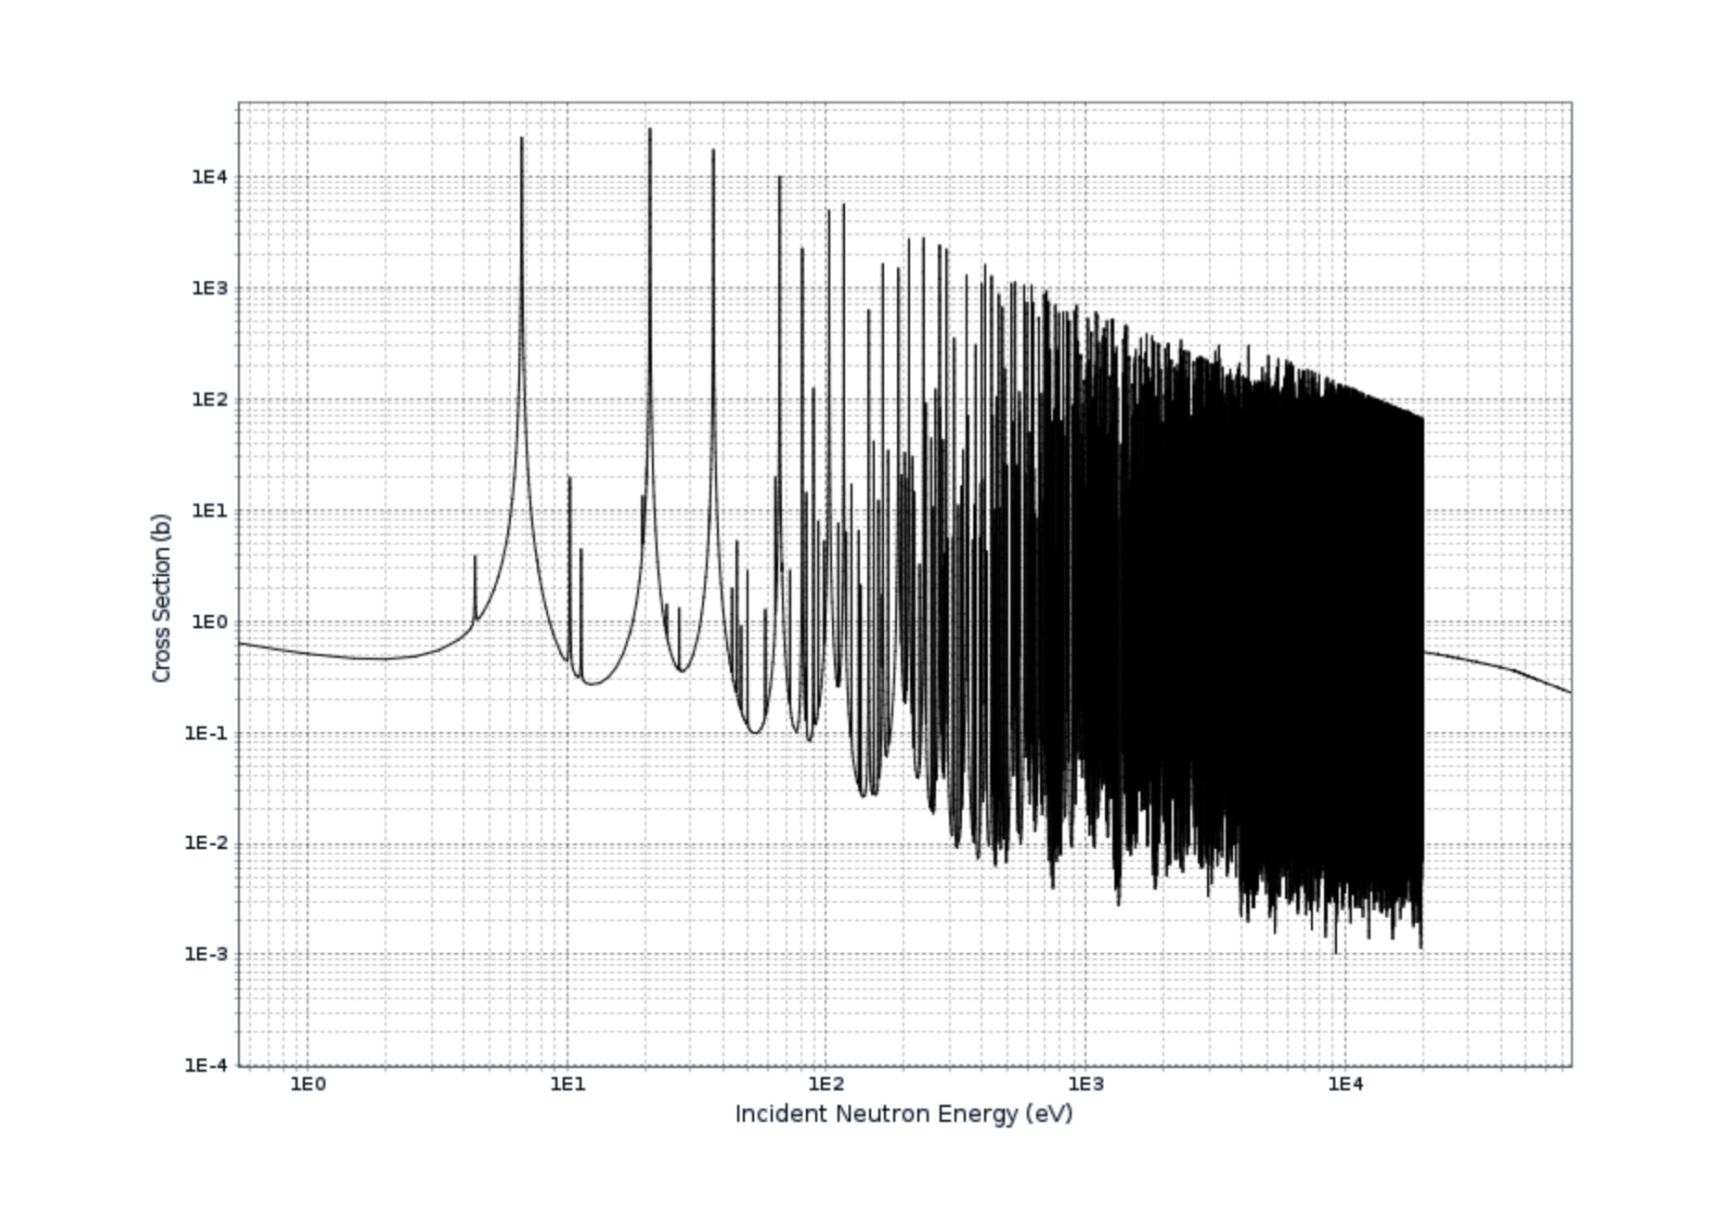 1E4
1E3
1E2
1E1
1E0
1E-1
1E-2
1E-3
1E-4
Cross Section (b)
1E0 1E1 1E2 1E3 1E4
Incident Neutron Energy (eV)